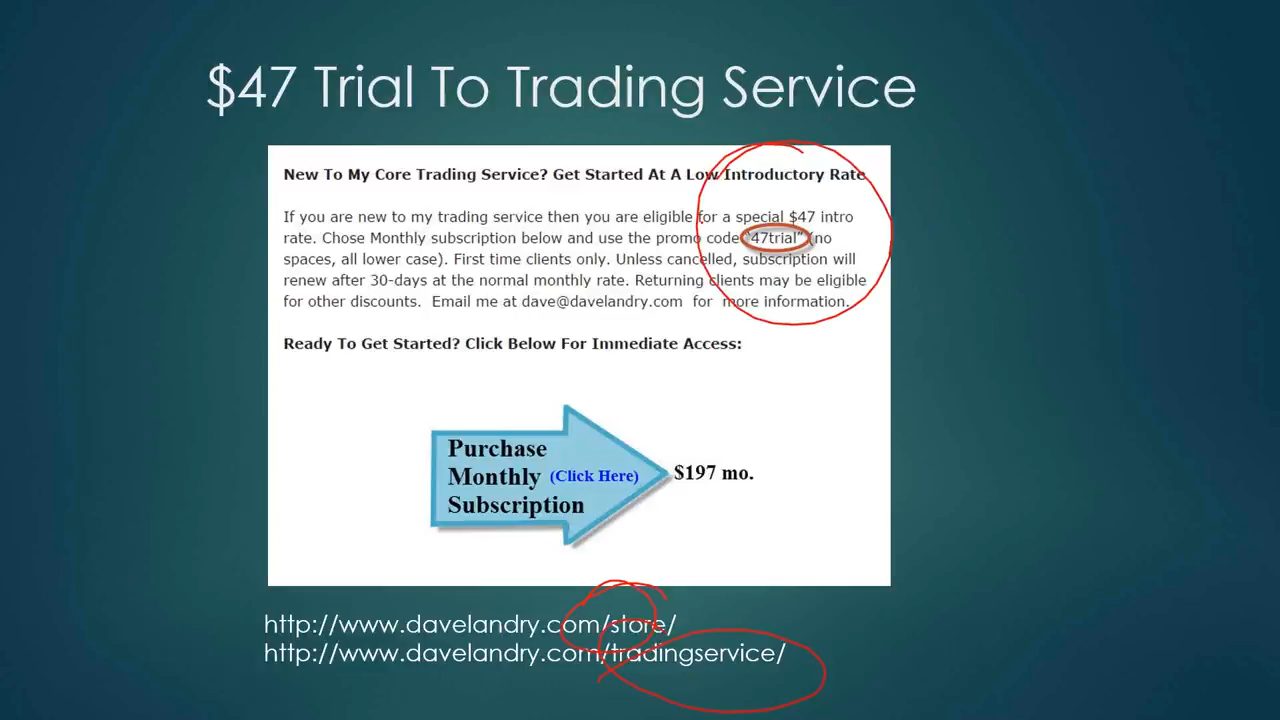 $47 Trial To Trading Service
New To My Core Trading Service? Get Started At A Low Introductory Rate
If you are new to my trading service then you are eligible for a special $47 intro
rate. Chose Monthly subscription below and use the promo code “47trial” (no
spaces, all lower case). First time clients only. Unless cancelled, subscription will
renew after 30-days at the normal monthly rate. Returning clients may be eligible
for other discounts.  Email me at dave@davelandry.com  for  more information.
Ready To Get Started? Click Below For Immediate Access:
Purchase
Monthly (Click Here)
Subscription
$197 mo.
http://www.davelandry.com/store/
http://www.davelandry.com/tradingservice/